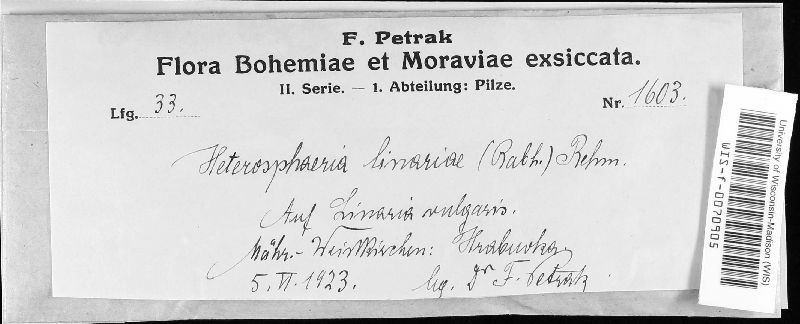 F. Petrak
Flora Bohemiae et Moraviae exsiccata.
II. Serie. — 1. Abteilung: Pilze.
Lfg. 33.
Nr. 1603.
Heterosphaeria linariae (Rabh.) Rehm.
Auf Linaria vulgaris.
Mähr.-Weisskirchen: Hrabuvka
5. VI. 1923. lg. Dr F. Petrak
University of Wisconsin-Madison (WIS)
WIS-F-0070905